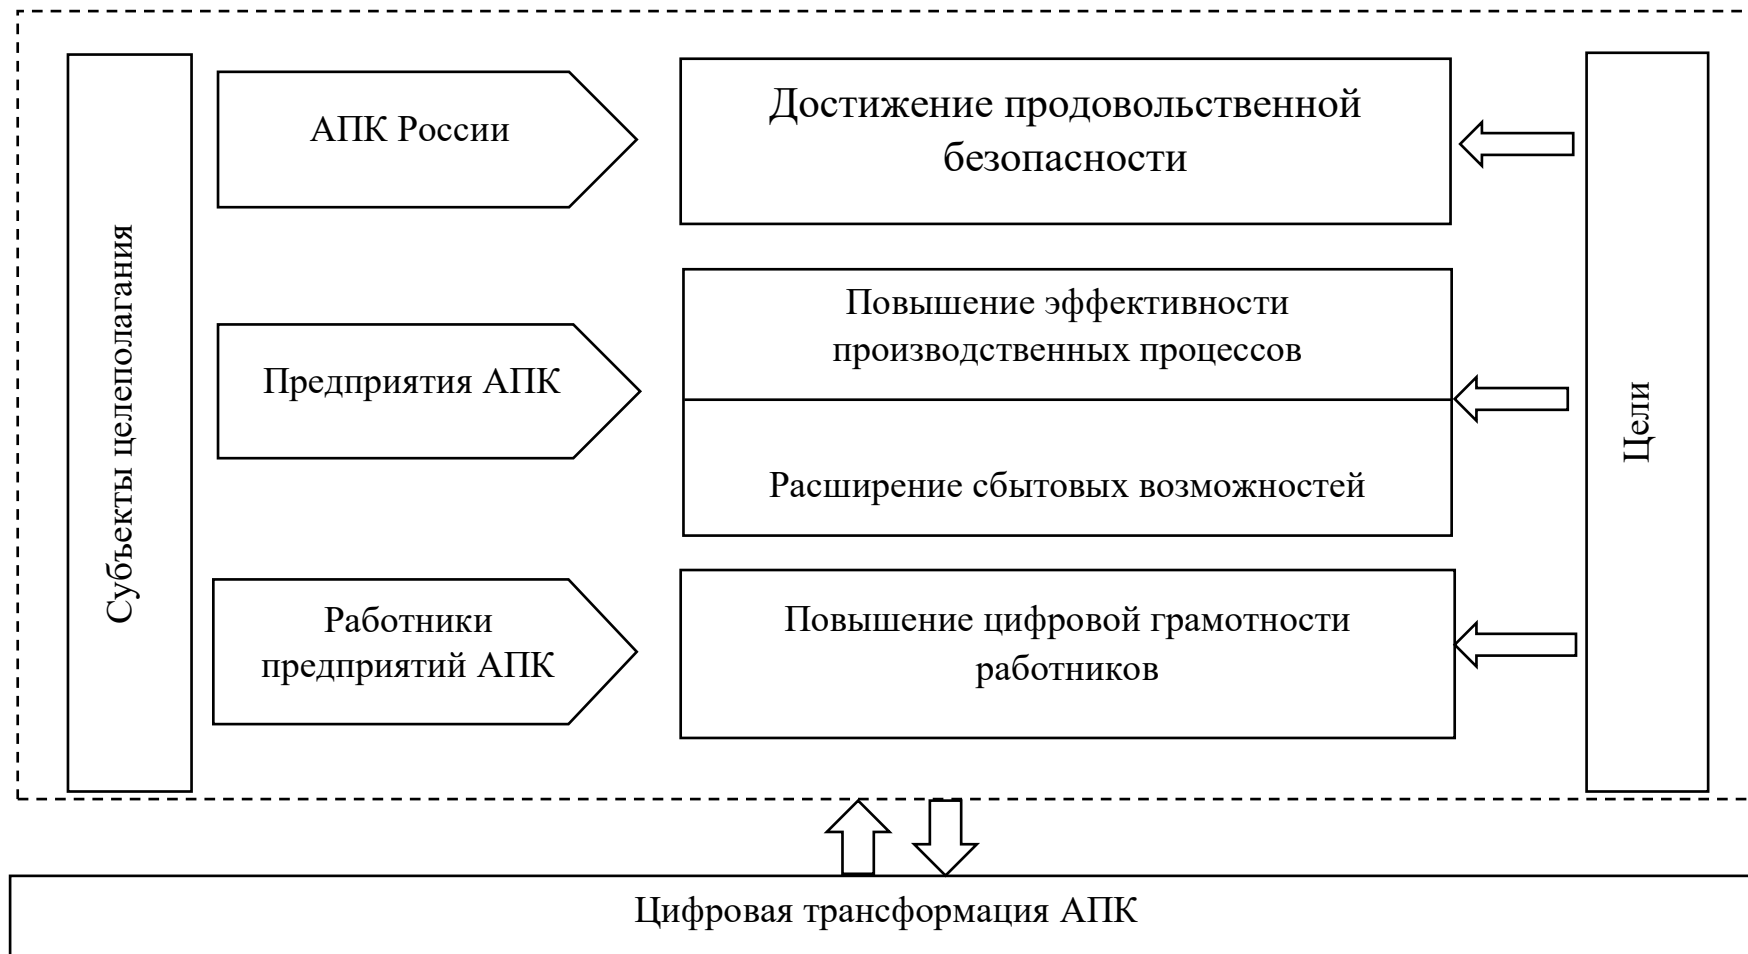 Субъекты целеполагания
АПК России
Достижение продовольственной
безопасности
Предприятия АПК
Повышение эффективности
производственных процессов
Расширение сбытовых возможностей
Работники
предприятий АПК
Повышение цифровой грамотности
работников
Цели
Цифровая трансформация АПК